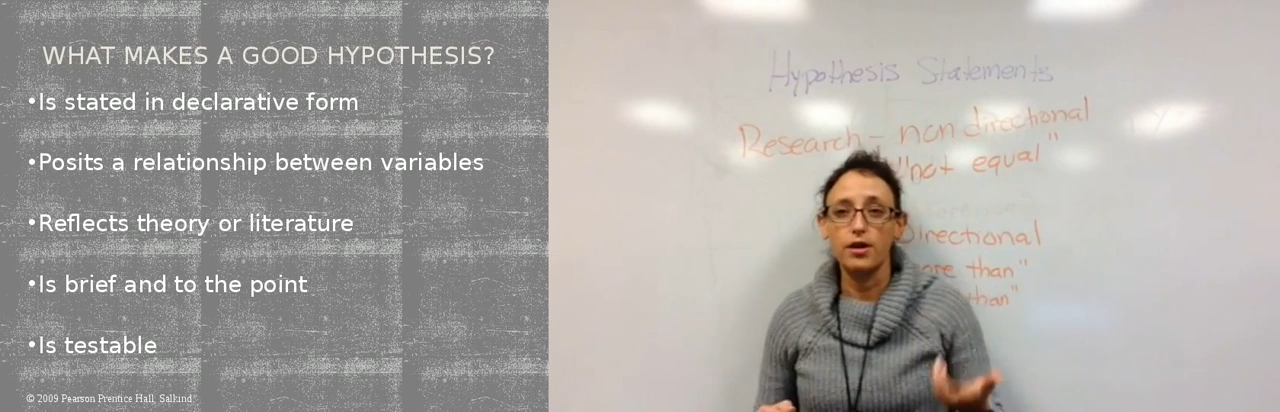 WHAT MAKES A GOOD HYPOTHESIS?
•Is stated in declarative form
•Posits a relationship between variables
•Reflects theory or literature
•Is brief and to the point
•Is testable
© 2009 Pearson Prentice Hall, Salkind
Hypothesis Statements
Research - non directional
"not equal"
Directional
ore than"
than"